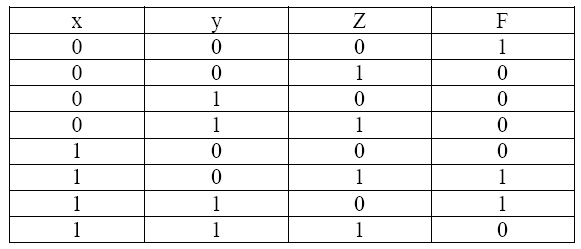 x y Z F
0 0 0 1
0 0 1 0
0 1 0 0
0 1 1 0
1 0 0 0
1 0 1 1
1 1 0 1
1 1 1 0